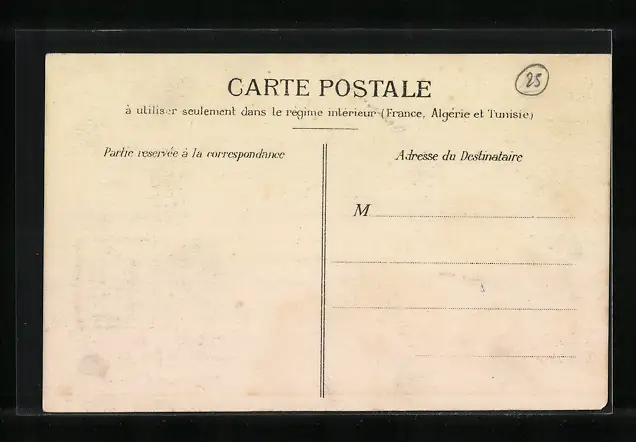 CARTE POSTALE
25
à utiliser seulement dans le régime intérieur (France, Algérie et Tunisie)
Partie reservée à la correspondance
Adresse du Destinataire
M